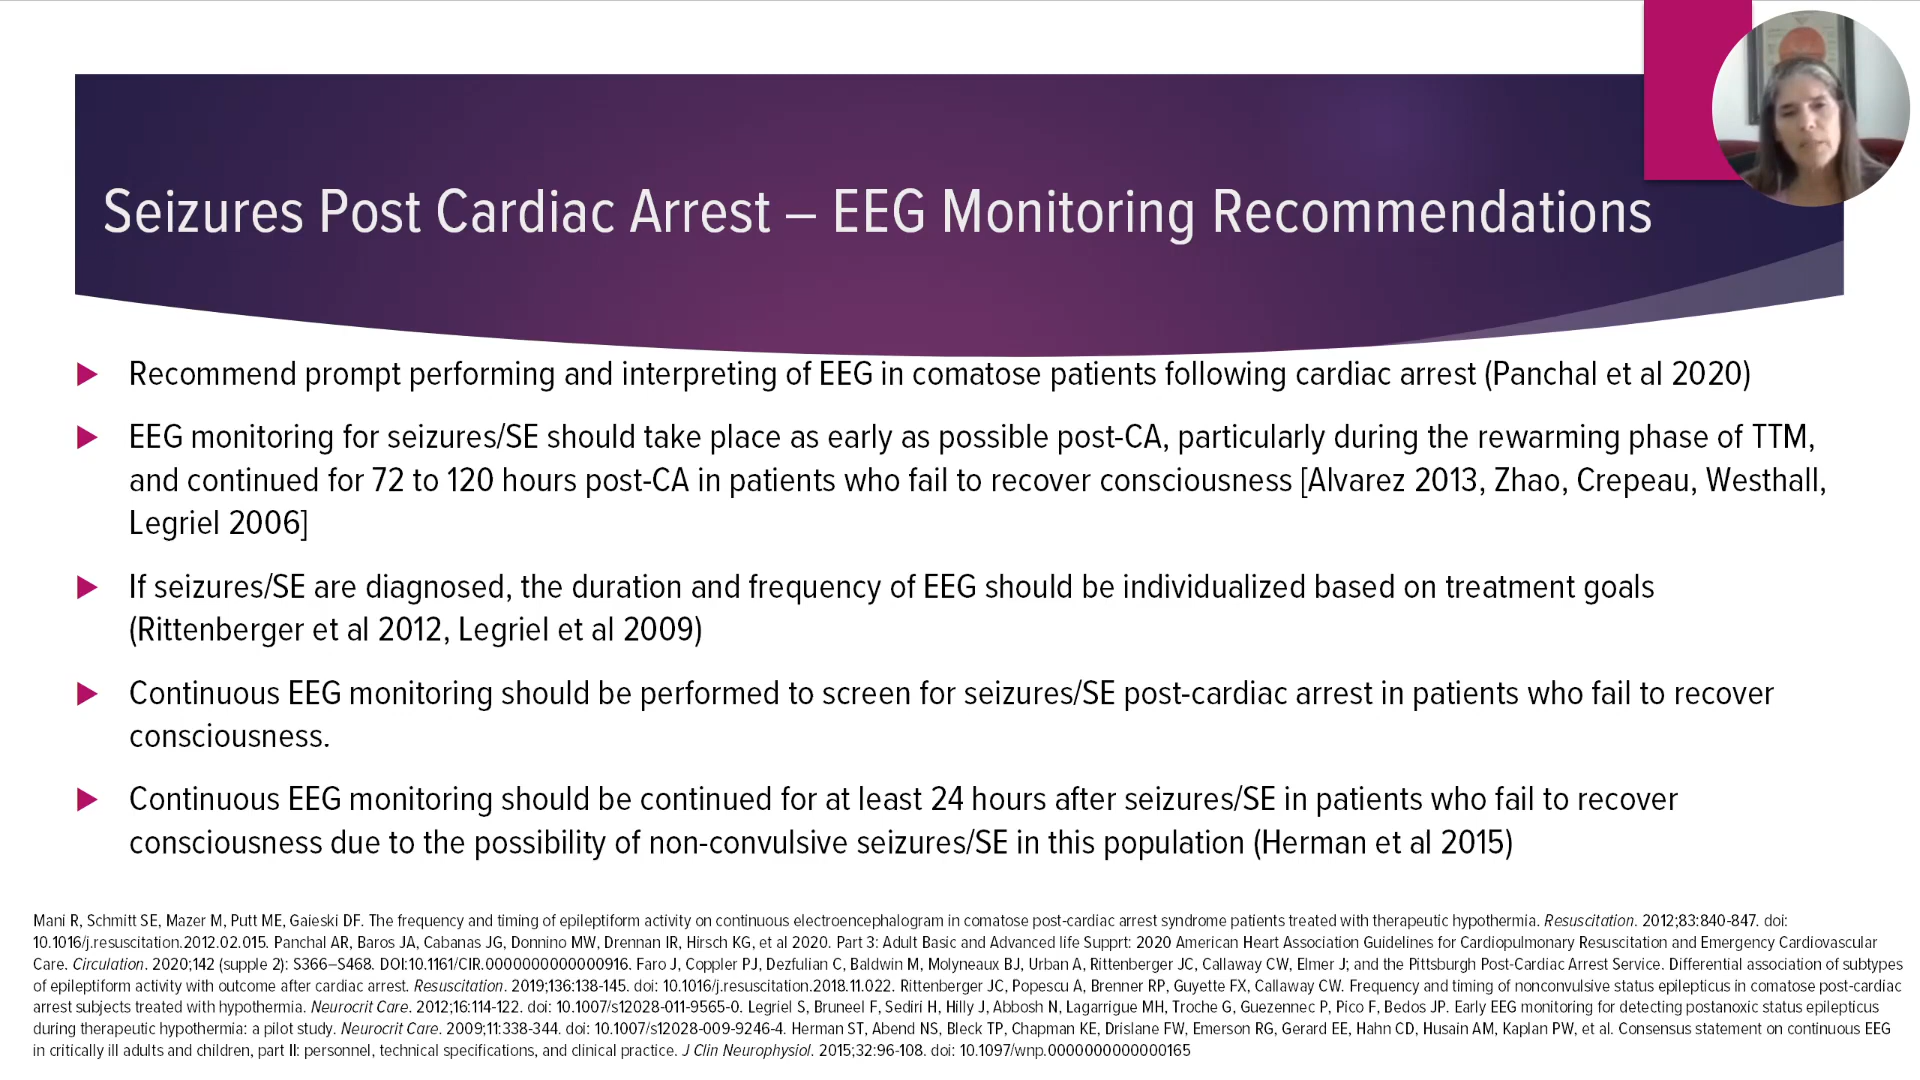 Seizures Post Cardiac Arrest – EEG Monitoring Recommendations
Recommend prompt performing and interpreting of EEG in comatose patients following cardiac arrest (Panchal et al 2020)
EEG monitoring for seizures/SE should take place as early as possible post-CA, particularly during the rewarming phase of TTM,
and continued for 72 to 120 hours post-CA in patients who fail to recover consciousness [Alvarez 2013, Zhao, Crepeau, Westhall,
Legriel 2006]
If seizures/SE are diagnosed, the duration and frequency of EEG should be individualized based on treatment goals
(Rittenberger et al 2012, Legriel et al 2009)
Continuous EEG monitoring should be performed to screen for seizures/SE post-cardiac arrest in patients who fail to recover
consciousness.
Continuous EEG monitoring should be continued for at least 24 hours after seizures/SE in patients who fail to recover
consciousness due to the possibility of non-convulsive seizures/SE in this population (Herman et al 2015)
Mani R, Schmitt SE, Mazer M, Putt ME, Gaieski DF. The frequency and timing of epileptiform activity on continuous electroencephalogram in comatose post-cardiac arrest syndrome patients treated with therapeutic hypothermia. Resuscitation. 2012;83:840-847. doi:
10.1016/j.resuscitation.2012.02.015. Panchal AR, Baros JA, Cabanas JG, Donnino MW, Drennan IR, Hirsch KG, et al 2020. Part 3: Adult Basic and Advanced life Supprt: 2020 American Heart Association Guidelines for Cardiopulmonary Resuscitation and Emergency Cardiovascular
Care. Circulation. 2020;142 (supple 2): S366–S468. DOI:10.1161/CIR.0000000000000916. Faro J, Coppler PJ, Dezfulian C, Baldwin M, Molyneaux BJ, Urban A, Rittenberger JC, Callaway CW, Elmer J; and the Pittsburgh Post-Cardiac Arrest Service. Differential association of subtypes
of epileptiform activity with outcome after cardiac arrest. Resuscitation. 2019;136:138-145. doi: 10.1016/j.resuscitation.2018.11.022. Rittenberger JC, Popescu A, Brenner RP, Guyette FX, Callaway CW. Frequency and timing of nonconvulsive status epilepticus in comatose post-cardiac
arrest subjects treated with hypothermia. Neurocrit Care. 2012;16:114-122. doi: 10.1007/s12028-011-9565-0. Legriel S, Bruneel F, Sediri H, Hilly J, Abbosh N, Lagarrigue MH, Troche G, Guezennec P, Pico F, Bedos JP. Early EEG monitoring for detecting postanoxic status epilepticus
during therapeutic hypothermia: a pilot study. Neurocrit Care. 2009;11:338-344. doi: 10.1007/s12028-009-9246-4. Herman ST, Abend NS, Bleck TP, Chapman KE, Drislane FW, Emerson RG, Gerard EE, Hahn CD, Husain AM, Kaplan PW, et al. Consensus statement on continuous EEG
in critically ill adults and children, part II: personnel, technical specifications, and clinical practice. J Clin Neurophysiol. 2015;32:96-108. doi: 10.1097/wnp.0000000000000165